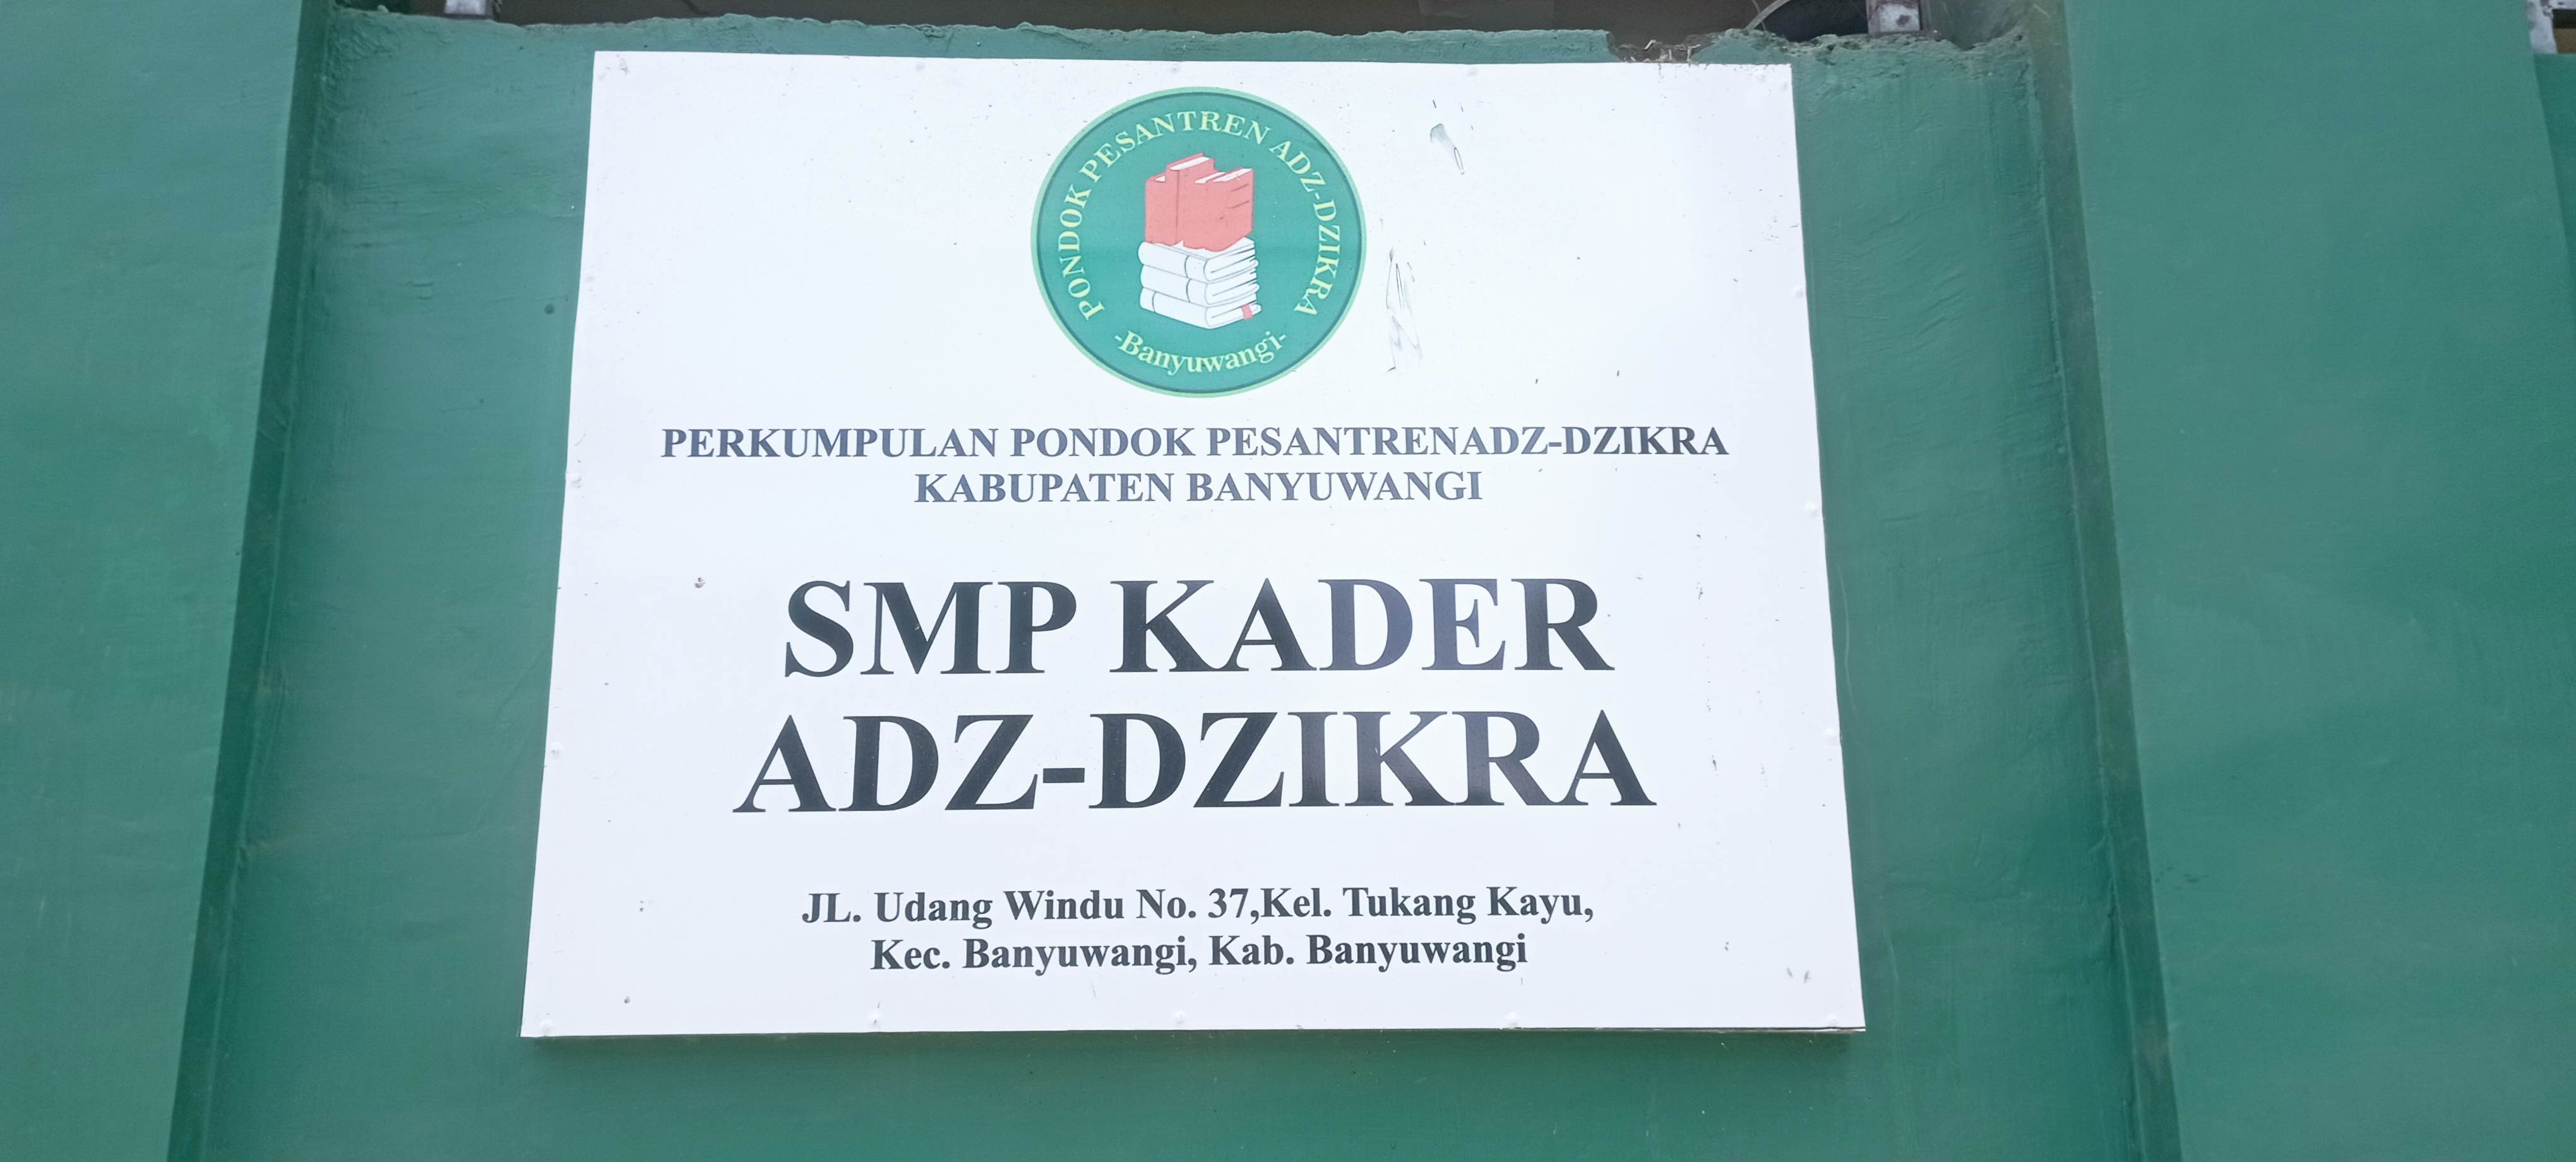 PONDOK PESANTREN ADZ-DZIKRA
-Banyuwangi-
PERKUMPULAN PONDOK PESANTRENADZ-DZIKRA
KABUPATEN BANYUWANGI
SMP KADER
ADZ-DZIKRA
JL. Udang Windu No. 37,Kel. Tukang Kayu,
Kec. Banyuwangi, Kab. Banyuwangi